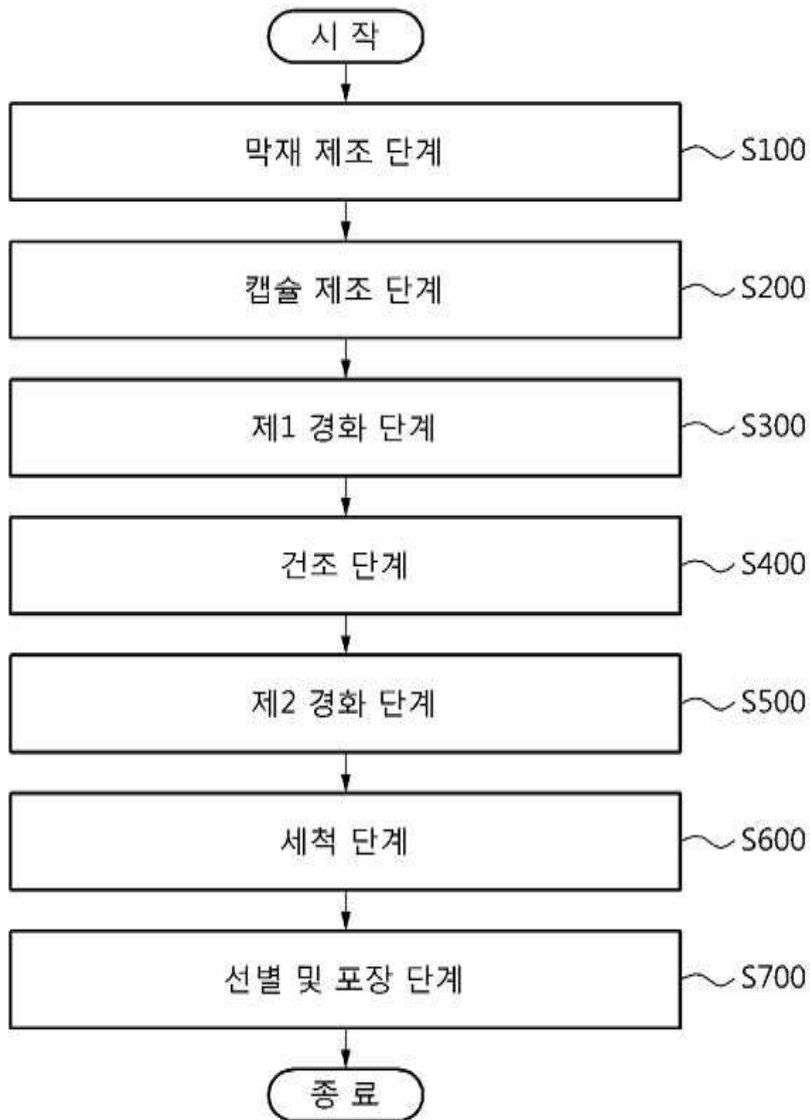 시 작
막재 제조 단계
S100
캡슐 제조 단계
S200
제1 경화 단계
S300
건조 단계
S400
제2 경화 단계
S500
세척 단계
S600
선별 및 포장 단계
S700
종 료